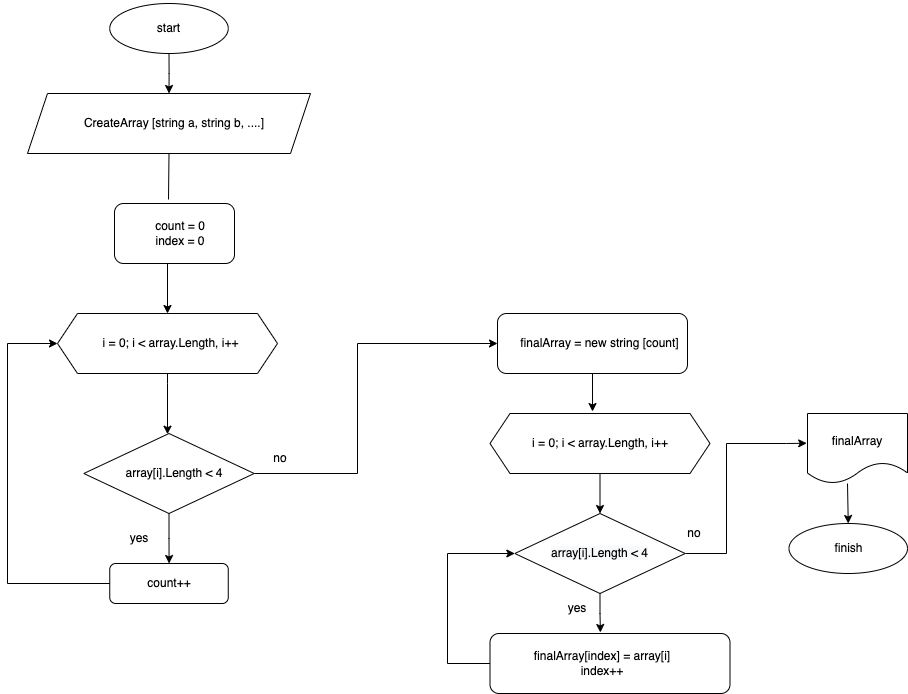 start
CreateArray [string a, string b, ....]
count = 0
index = 0
i = 0; i < array.Length, i++
array[i].Length < 4
no
yes
count++
finalArray = new string [count]
i = 0; i < array.Length, i++
array[i].Length < 4
no
yes
finalArray[index] = array[i]
index++
finalArray
finish